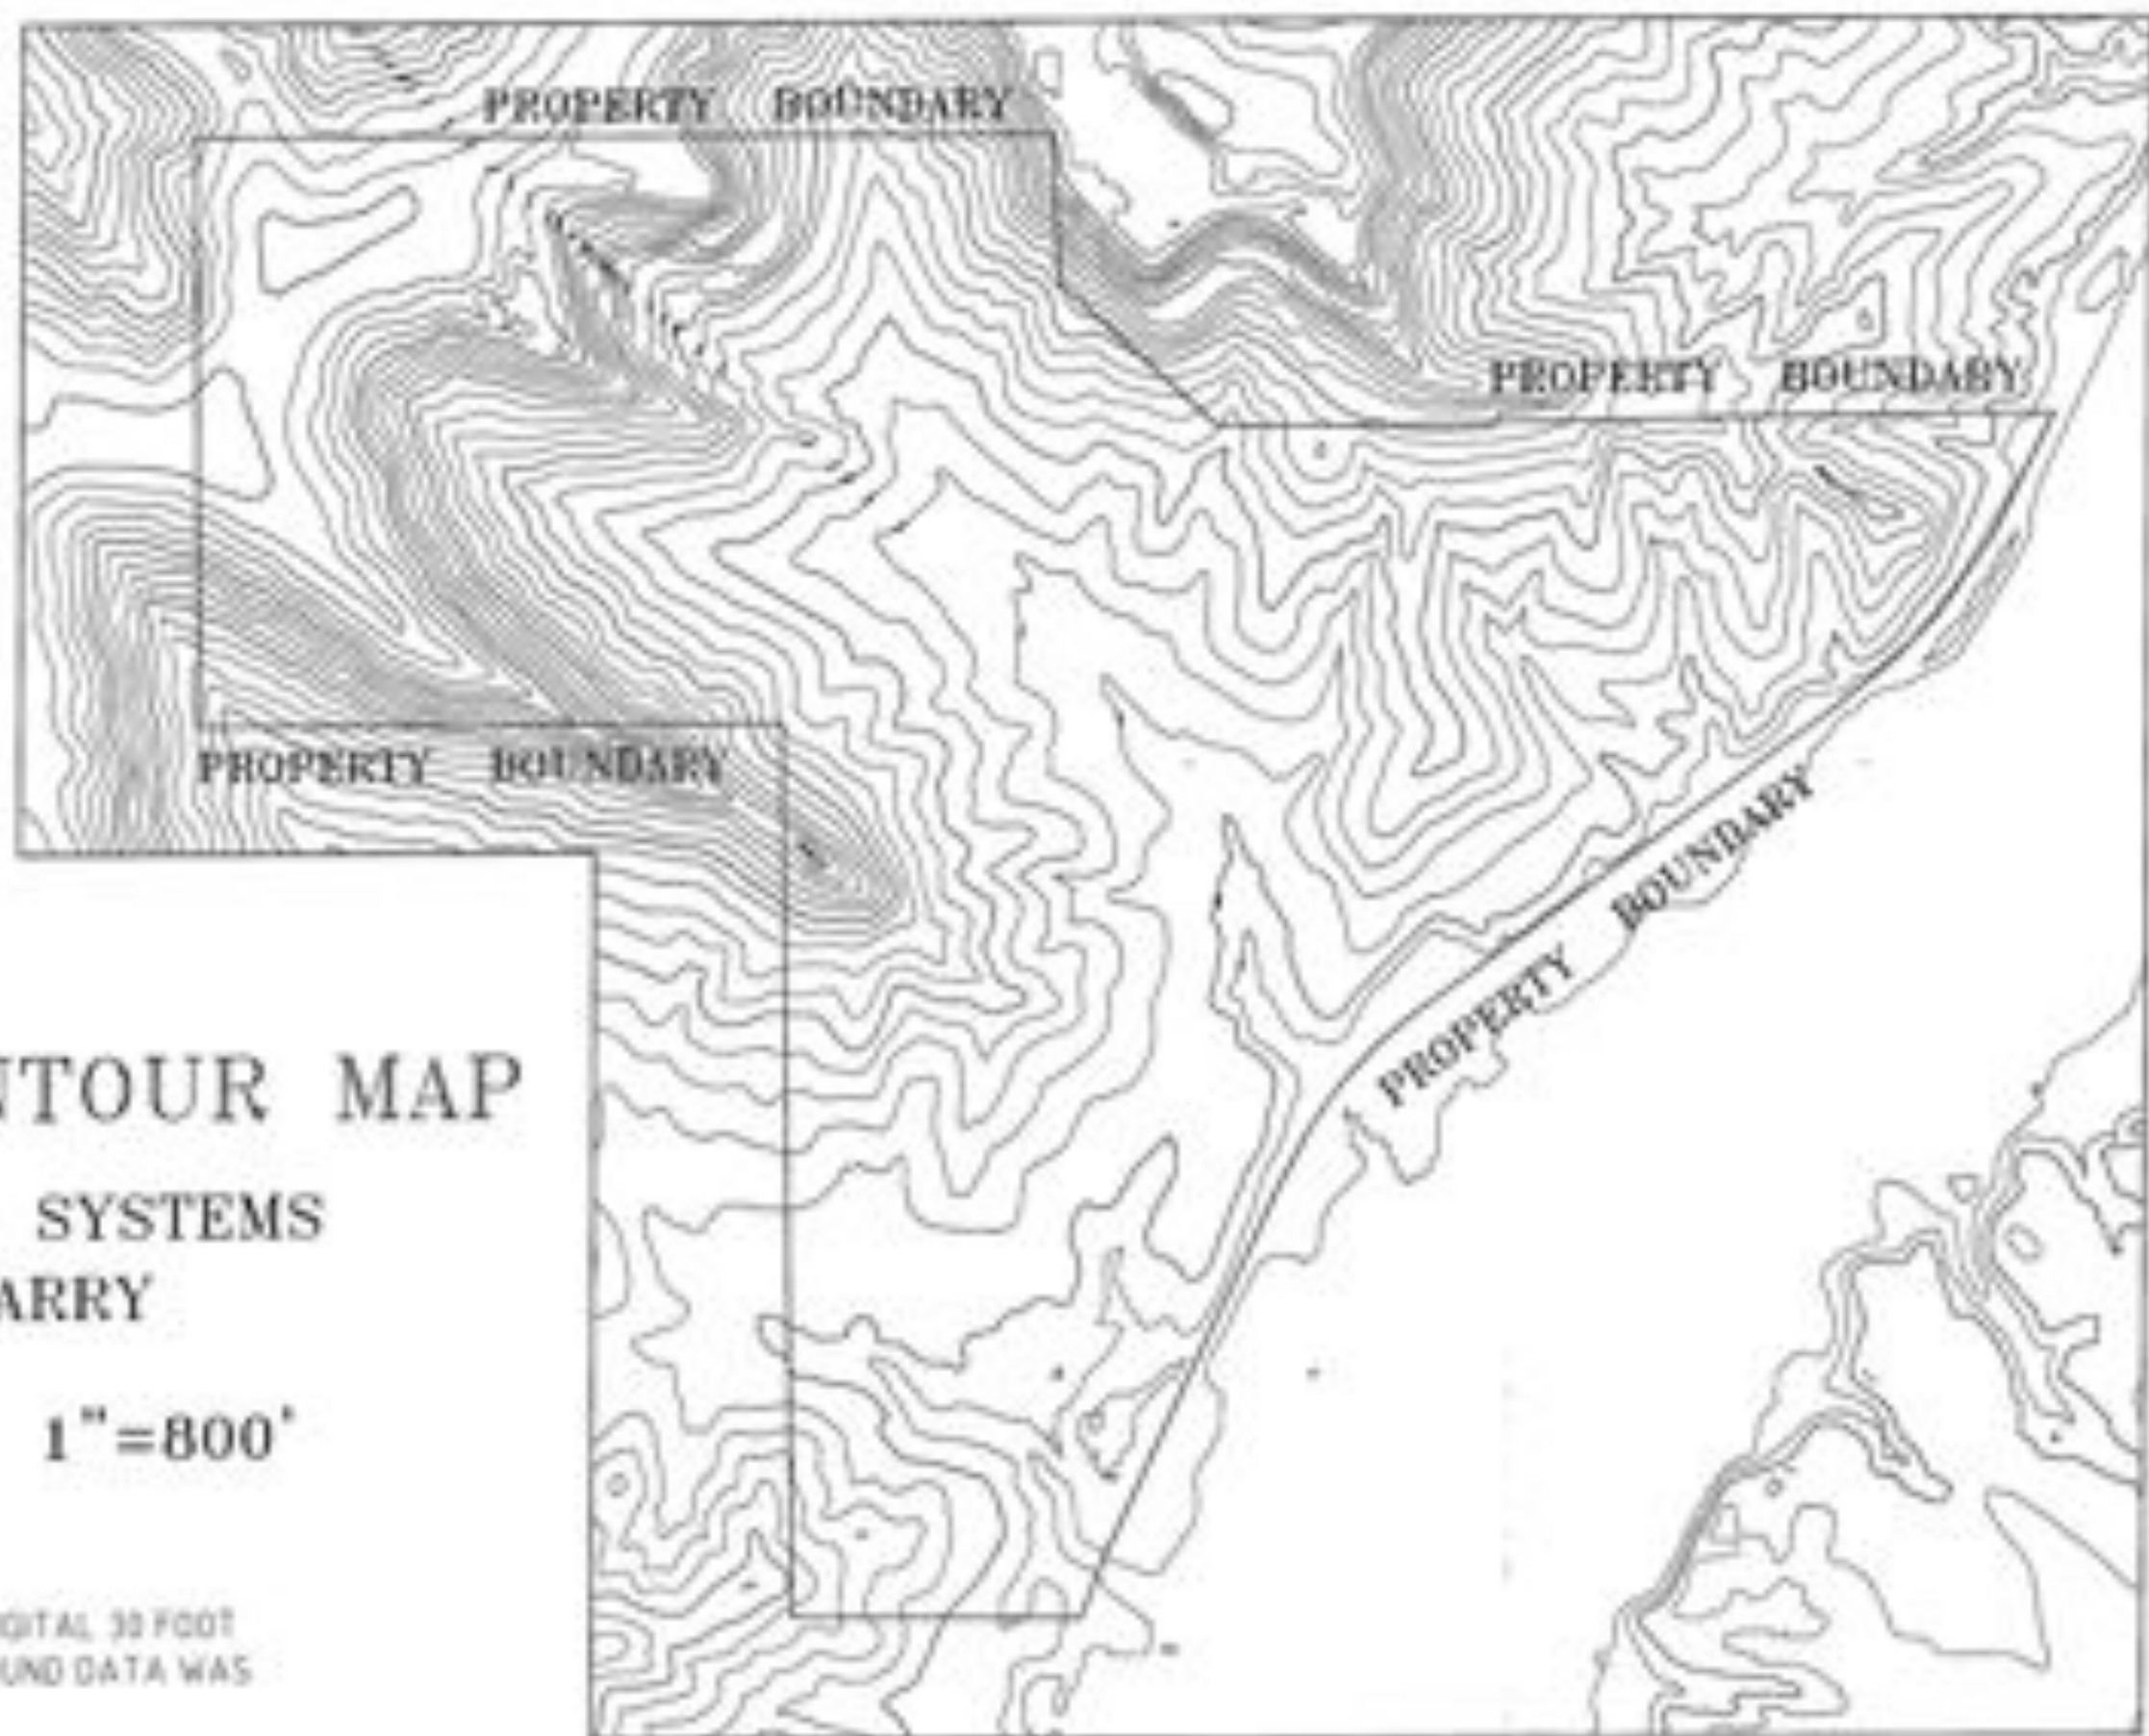 PROPERTY BOUNDARY
PROPERTY BOUNDARY
PROPERTY BOUNDARY
PROPERTY BOUNDARY
NTOUR MAP
SYSTEMS
ARRY
1"=800'
GITAL 30 FOOT
OUND DATA WAS